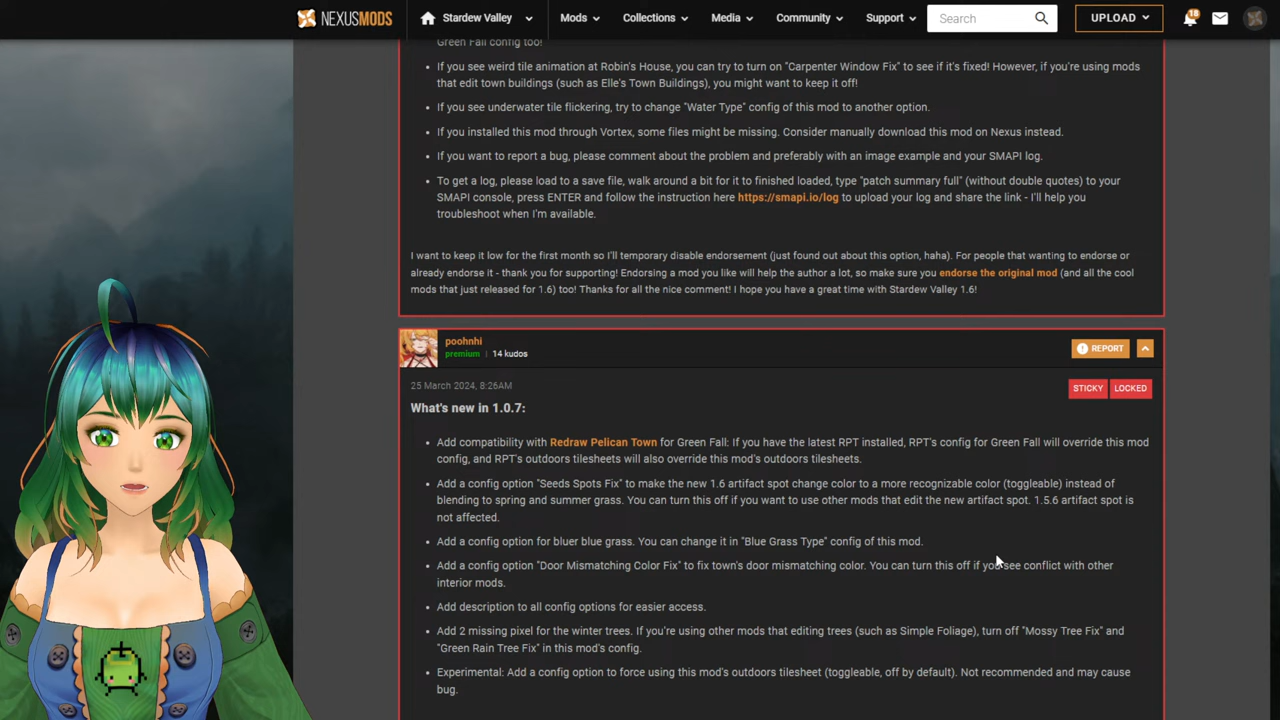 NEXUSMODS Stardew Valley Mods Collections Media Community Support Search UPLOAD 18
Green Fall config too!
• If you see weird tile animation at Robin's House, you can try to turn on "Carpenter Window Fix" to see if it's fixed! However, if you're using mods
that edit town buildings (such as Elle's Town Buildings), you might want to keep it off!
• If you see underwater tile flickering, try to change "Water Type" config of this mod to another option.
• If you installed this mod through Vortex, some files might be missing. Consider manually download this mod on Nexus instead.
• If you want to report a bug, please comment about the problem and preferably with an image example and your SMAPI log.
• To get a log, please load to a save file, walk around a bit for it to finished loaded, type "patch summary full" (without double quotes) to your
SMAPI console, press ENTER and follow the instruction here https://smapi.io/log to upload your log and share the link - I'll help you
troubleshoot when I'm available.
I want to keep it low for the first month so I'll temporary disable endorsement (just found out about this option, haha). For people that wanting to endorse or
already endorse it - thank you for supporting! Endorsing a mod you like will help the author a lot, so make sure you endorse the original mod (and all the cool
mods that just released for 1.6) too! Thanks for all the nice comment! I hope you have a great time with Stardew Valley 1.6!
poohnhi
premium | 14 kudos
REPORT
25 March 2024, 8:26AM
STICKY LOCKED
What's new in 1.0.7:
• Add compatibility with Redraw Pelican Town for Green Fall: If you have the latest RPT installed, RPT's config for Green Fall will override this mod
config, and RPT's outdoors tilesheets will also override this mod's outdoors tilesheets.
• Add a config option "Seeds Spots Fix" to make the new 1.6 artifact spot change color to a more recognizable color (toggleable) instead of
blending to spring and summer grass. You can turn this off if you want to use other mods that edit the new artifact spot. 1.5.6 artifact spot is
not affected.
• Add a config option for bluer blue grass. You can change it in "Blue Grass Type" config of this mod.
• Add a config option "Door Mismatching Color Fix" to fix town's door mismatching color. You can turn this off if you see conflict with other
interior mods.
• Add description to all config options for easier access.
• Add 2 missing pixel for the winter trees. If you're using other mods that editing trees (such as Simple Foliage), turn off "Mossy Tree Fix" and
"Green Rain Tree Fix" in this mod's config.
• Experimental: Add a config option to force using this mod's outdoors tilesheet (toggleable, off by default). Not recommended and may cause
bug.